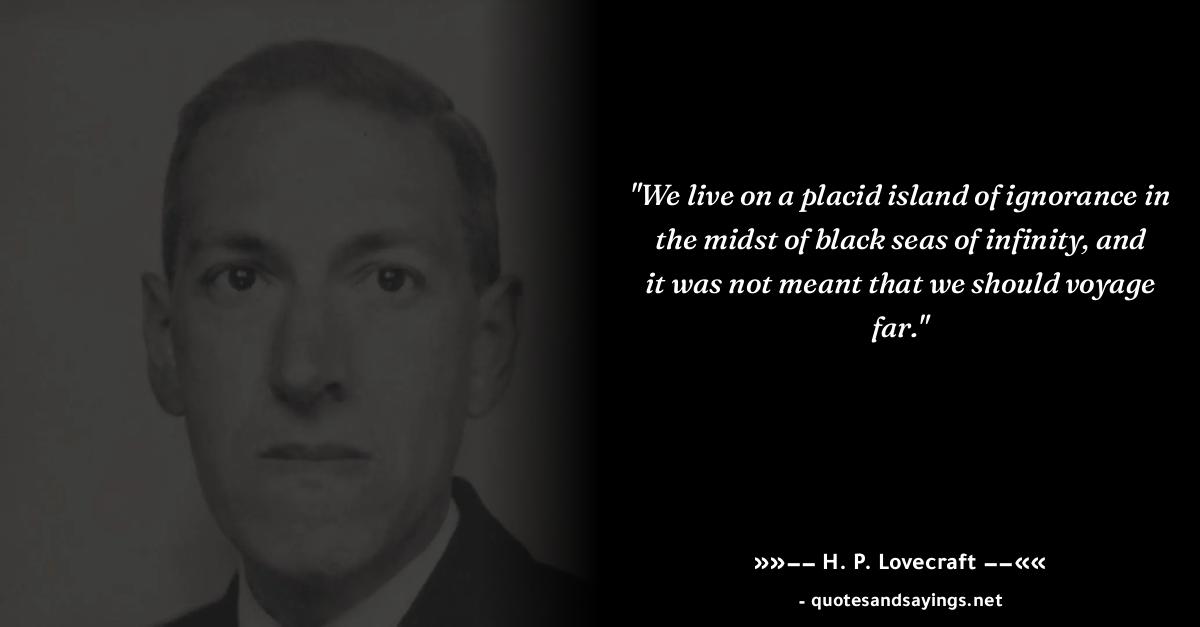 "We live on a placid island of ignorance in
the midst of black seas of infinity, and
it was not meant that we should voyage
far."
»»–– H. P. Lovecraft ––««
- quotesandsayings.net